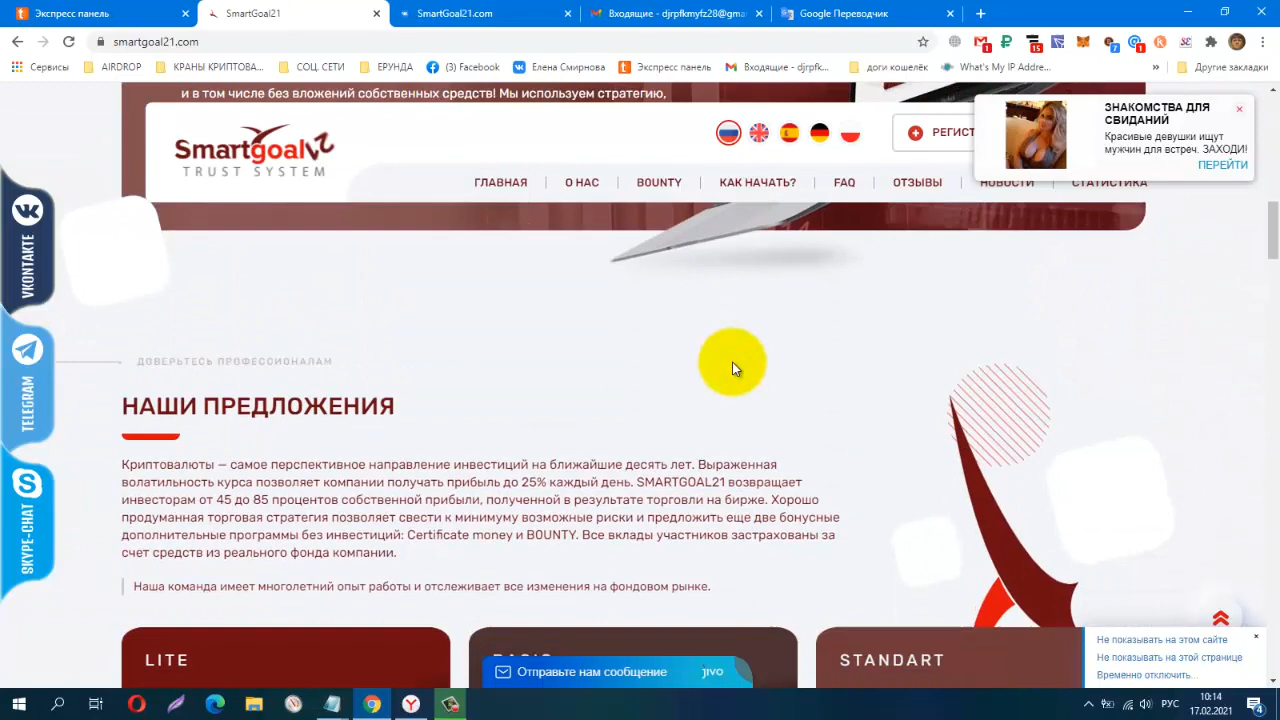 Экспресс панель
SmartGoal21
SmartGoal21.com
Входящие - djrpfkmyfz28@gma
Google Переводчик
smartgoal21.com
Сервисы
AIRDROP
КРАНЫ КРИПТОВА...
СОЦ. СЕТИ
ЕРУНДА
(3) Facebook
Елена Смирнова
Экспресс панель
Входящие - djrpfk...
доги кошелёк
What's My IP Addre...
Другие закладки
и в том числе без вложений собственных средств! Мы используем стратегию,
Smartgoal
TRUST SYSTEM
РЕГИСТ
ГЛАВНАЯ
О НАС
BOUNTY
КАК НАЧАТЬ?
FAQ
ОТЗЫВЫ
НОВОСТИ
СТАТИСТИКА
ЗНАКОМСТВА ДЛЯ
СВИДАНИЙ
Красивые девушки ищут
мужчин для встреч. ЗАХОДИ!
ПЕРЕЙТИ
VKONTAKTE
TELEGRAM
SKYPE-CHAT
ДОВЕРЬТЕСЬ ПРОФЕССИОНАЛАМ
НАШИ ПРЕДЛОЖЕНИЯ
Криптовалюты — самое перспективное направление инвестиций на ближайшие десять лет. Выраженная
волатильность курса позволяет компании получать прибыль до 25% каждый день. SMARTGOAL21 возвращает
инвесторам от 45 до 85 процентов собственной прибыли, полученной в результате торговли на бирже. Хорошо
продуманная торговая стратегия позволяет свести к минимуму возможные риски и предложить еще две бонусные
дополнительные программы без инвестиций: Certificate money и BOUNTY. Все вклады участников застрахованы за
счет средств из реального фонда компании.
Наша команда имеет многолетний опыт работы и отслеживает все изменения на фондовом рынке.
LITE
STANDART
Отправьте нам сообщение
jivo
Не показывать на этом сайте
Не показывать на этой странице
Временно отключить...
РУС
10:14
17.02.2021